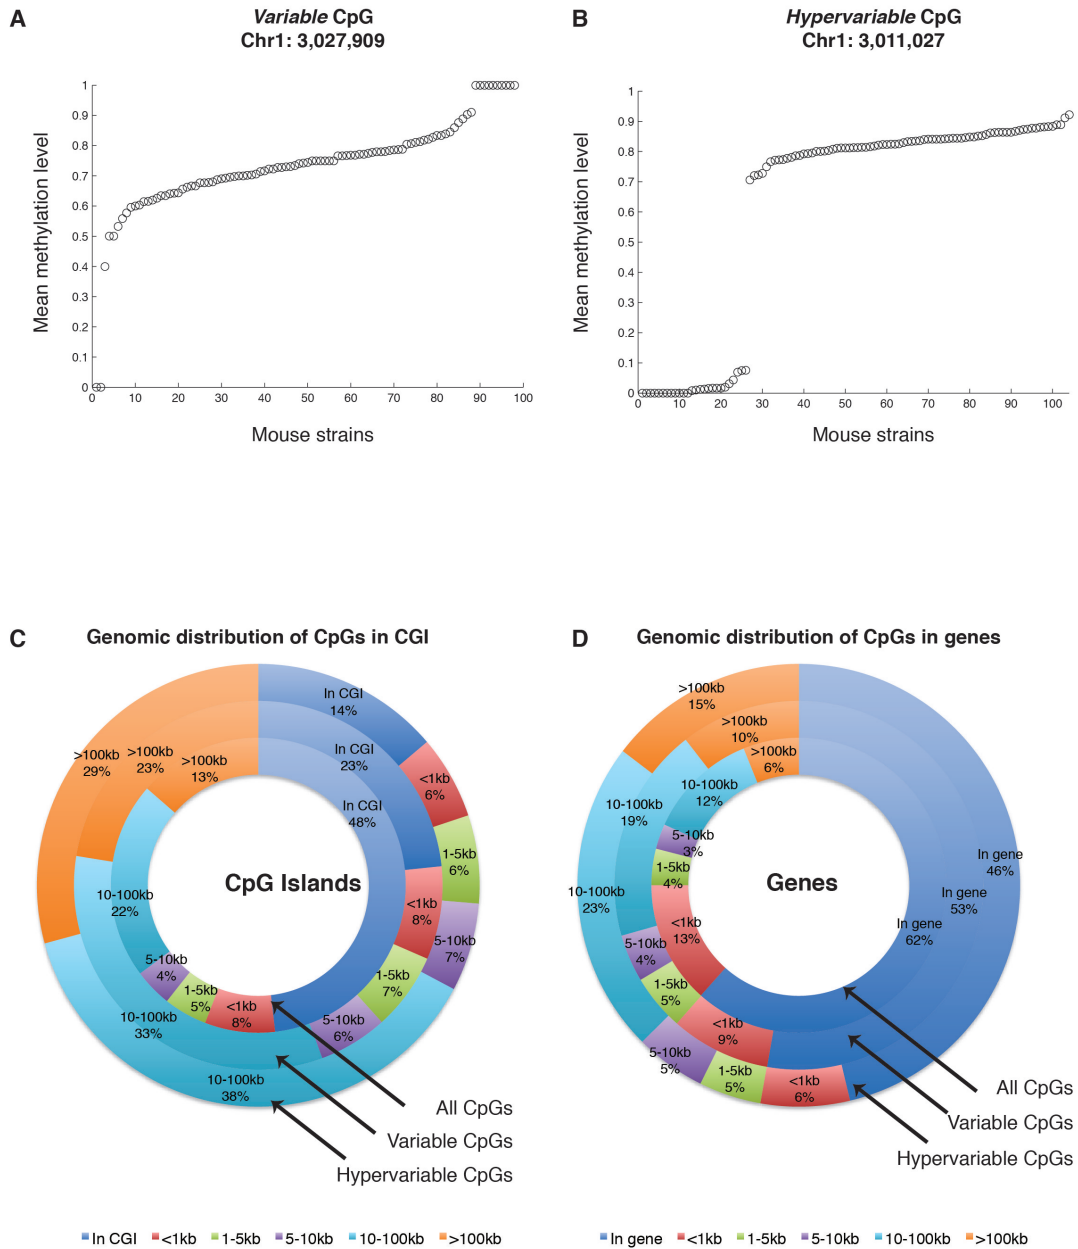 A
Variable CpG
Chr1: 3,027,909
Mean methylation level
1
0.9
0.8
0.7
0.6
0.5
0.4
0.3
0.2
0.1
0
0 10 20 30 40 50 60 70 80 90 100
Mouse strains
B
Hypervariable CpG
Chr1: 3,011,027
Mean methylation level
1
0.9
0.8
0.7
0.6
0.5
0.4
0.3
0.2
0.1
0
0 10 20 30 40 50 60 70 80 90 100
Mouse strains
C
Genomic distribution of CpGs in CGI
In CGI
14%
<1kb
6%
1-5kb
6%
5-10kb
7%
10-100kb
38%
>100kb
29%
In CGI
23%
<1kb
8%
1-5kb
7%
5-10kb
6%
10-100kb
33%
>100kb
23%
In CGI
48%
<1kb
8%
1-5kb
5%
5-10kb
4%
10-100kb
22%
>100kb
13%
CpG Islands
All CpGs
Variable CpGs
Hypervariable CpGs
In CGI <1kb 1-5kb 5-10kb 10-100kb >100kb
D
Genomic distribution of CpGs in genes
In gene
46%
<1kb
6%
1-5kb
5%
5-10kb
5%
10-100kb
23%
>100kb
15%
In gene
53%
<1kb
9%
1-5kb
5%
5-10kb
4%
10-100kb
19%
>100kb
10%
In gene
62%
<1kb
13%
1-5kb
4%
5-10kb
3%
10-100kb
12%
>100kb
6%
Genes
All CpGs
Variable CpGs
Hypervariable CpGs
In gene <1kb 1-5kb 5-10kb 10-100kb >100kb